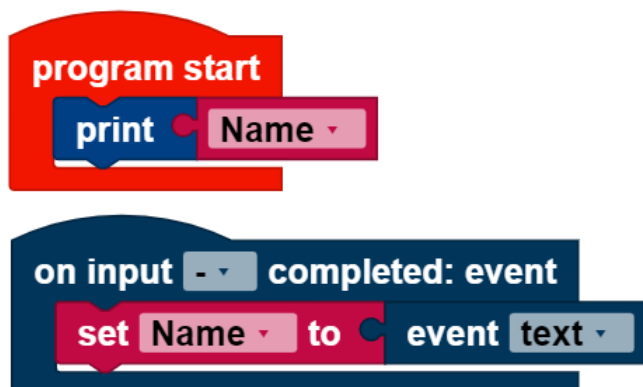 program start
print Name
on input - completed: event
set Name to event text